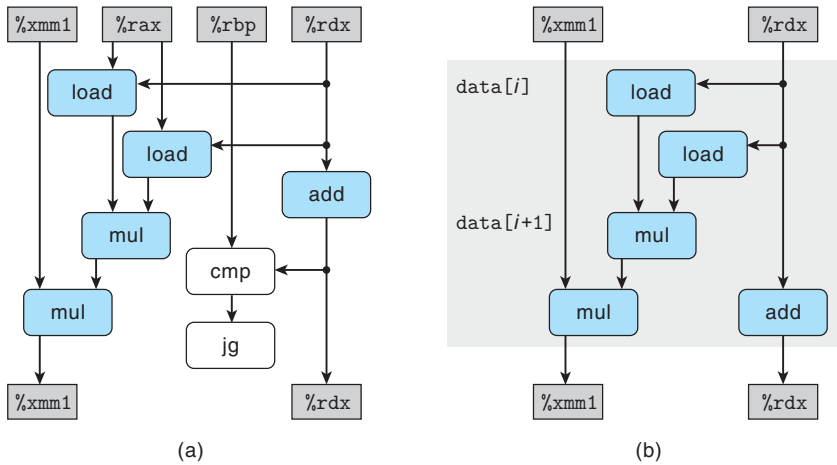 %xmm1 %rax %rbp %rdx
load
load
add
mul
cmp
mul
jg
%xmm1 %rdx
(a)
%xmm1 %rdx
data[i]
load
load
data[i+1]
mul
mul
add
%xmm1 %rdx
(b)